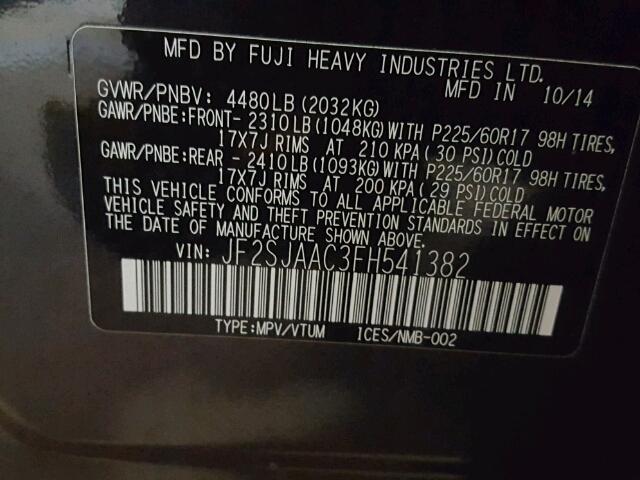 MFD BY FUJI HEAVY INDUSTRIES LTD.
MFD IN 10/14
GVWR/PNBV: 4480LB(2032KG)
GAWR/PNBE:FRONT- 2310LB(1048KG)WITH P225/60R17 98H TIRES,
17X7J RIMS AT 210 KPA(30 PSI)COLD
GAWR/PNBE:REAR - 2410LB(1093KG)WITH P225/60R17 98H TIRES,
17X7J RIMS AT 200 KPA(29 PSI)COLD
THIS VEHICLE CONFORMS TO ALL APPLICABLE FEDERAL MOTOR
VEHICLE SAFETY AND THEFT PREVENTION STANDARDS IN EFFECT ON
THE DATE OF MANUFACTURE SHOWN ABOVE.
VIN: JF2SJAAC3FH541382
TYPE:MPV/VTUM ICES/NMB-002